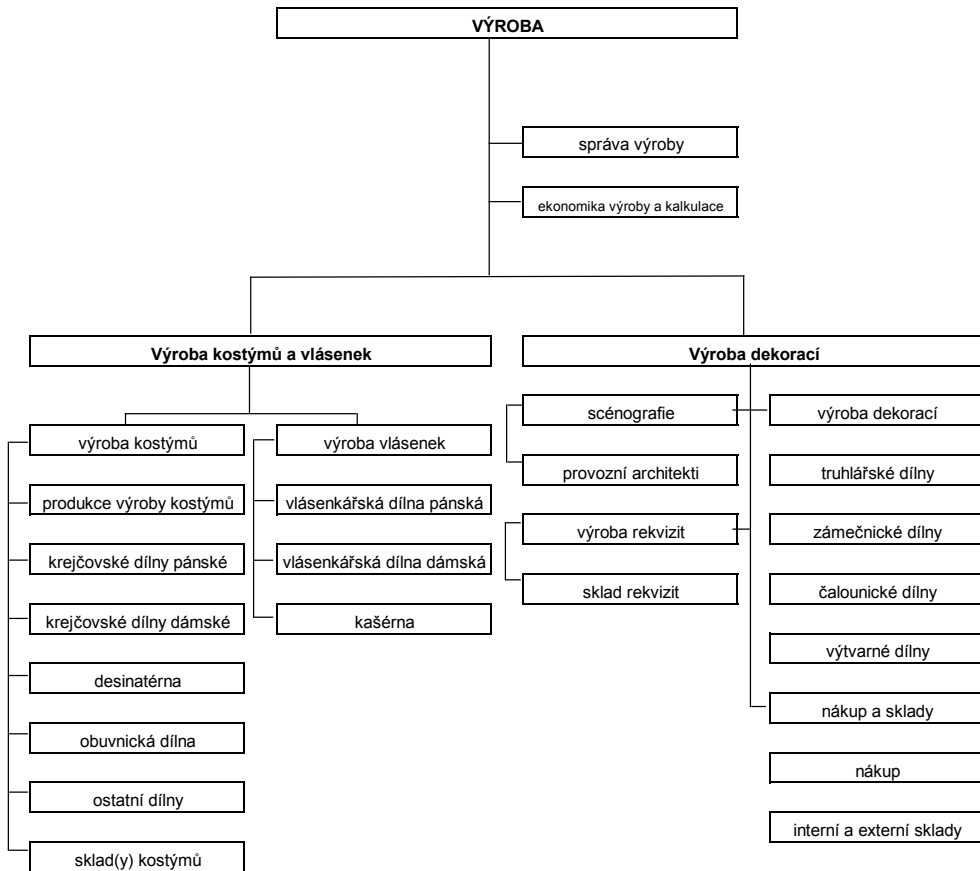 VÝROBA
správa výroby
ekonomika výroby a kalkulace
Výroba kostýmů a vlásenek
výroba kostýmů
produkce výroby kostýmů
krejčovské dílny pánské
krejčovské dílny dámské
desinatérna
obuvnická dílna
ostatní dílny
sklad(y) kostýmů
výroba vlásenek
vlásenkářská dílna pánská
vlásenkářská dílna dámská
kašérna
Výroba dekorací
scénografie
provozní architekti
výroba rekvizit
sklad rekvizit
výroba dekorací
truhlářské dílny
zámečnické dílny
čalounické dílny
výtvarné dílny
nákup a sklady
nákup
interní a externí sklady